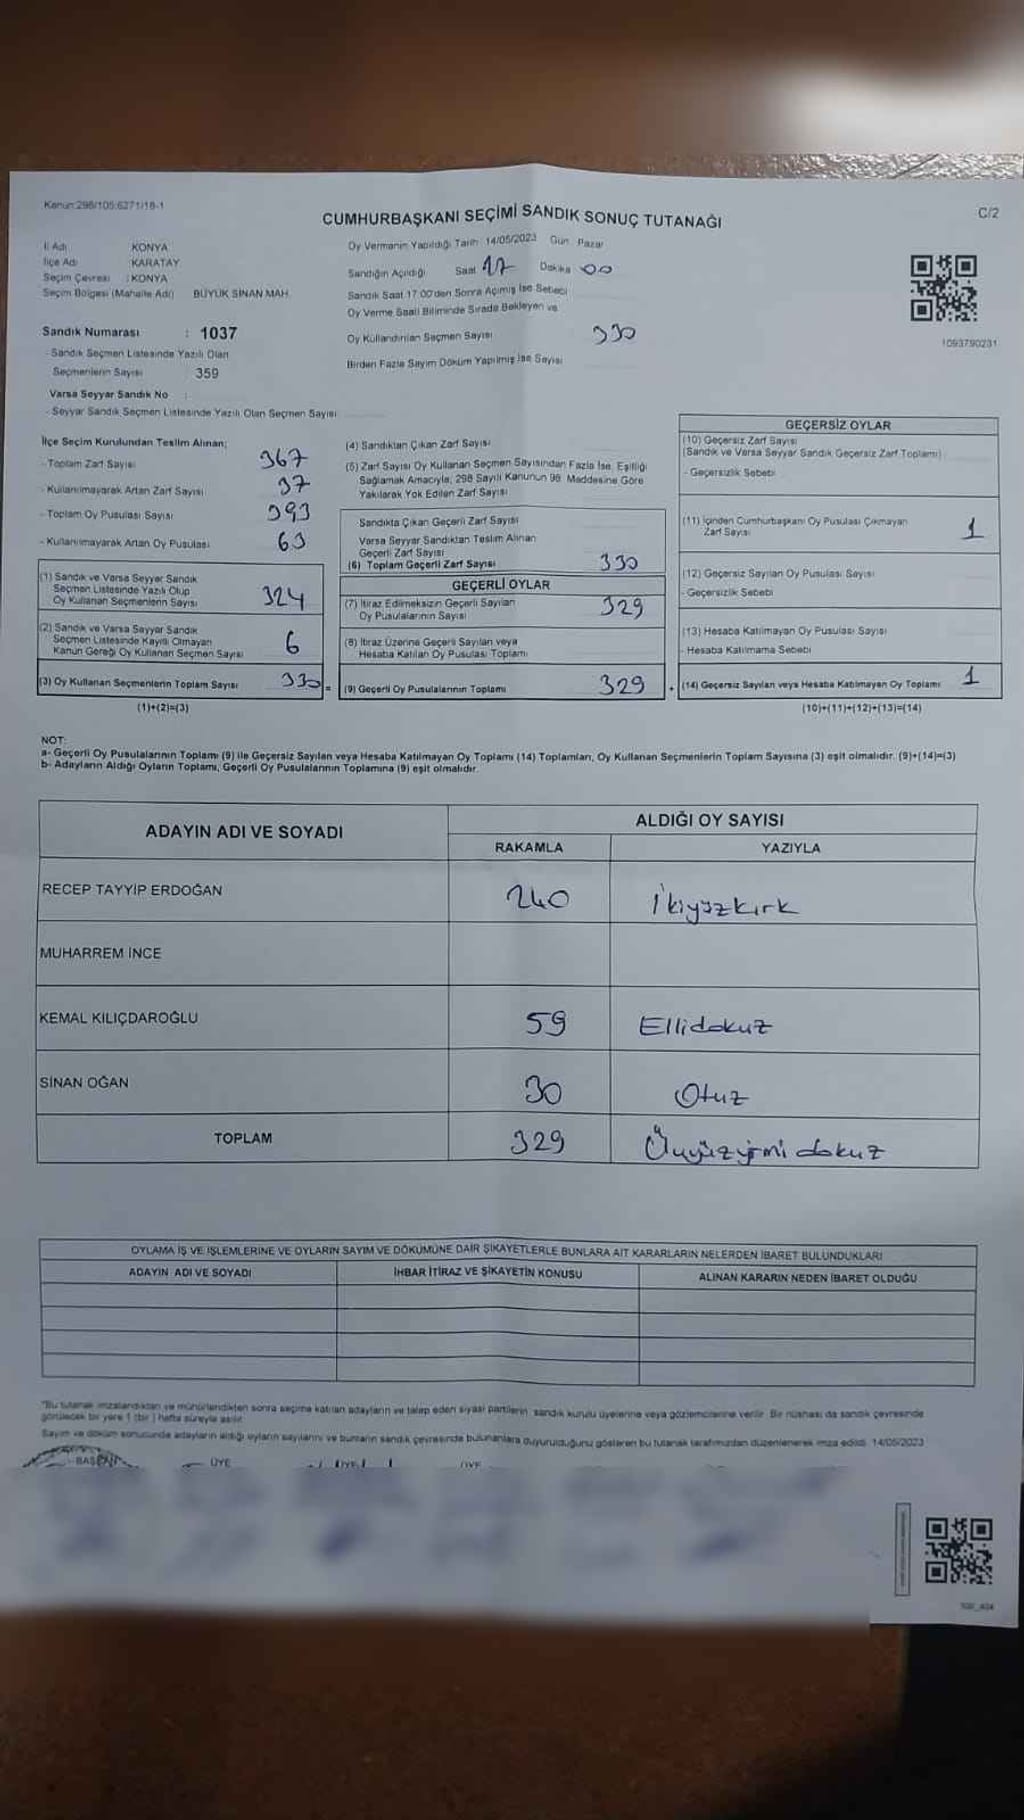 Kanun:298/105;6271/18-1
CUMHURBAŞKANI SEÇİMİ SANDIK SONUÇ TUTANAĞI
C/2
İl Adı KONYA
İlçe Adı KARATAY
Seçim Çevresi : KONYA
Seçim Bölgesi (Mahalle Adı) BÜYÜK SİNAN MAH.
Oy Vermenin Yapıldığı Tarih 14/05/2023 Gün Pazar
Sandığın Açıldığı Saat 17 Dakika 00
Sandık Saat 17.00'den Sonra Açılmış İse Sebebi
Oy Verme Saati Bitiminde Sırada Bekleyen ve
Oy Kullandırılan Seçmen Sayısı 330
Birden Fazla Sayım Döküm Yapılmış İse Sayısı
1093790231
Sandık Numarası : 1037
- Sandık Seçmen Listesinde Yazılı Olan
Seçmenlerin Sayısı 359
Varsa Seyyar Sandık No :
- Seyyar Sandık Seçmen Listesinde Yazılı Olan Seçmen Sayısı
İlçe Seçim Kurulundan Teslim Alınan;
- Toplam Zarf Sayısı 367
- Kullanılmayarak Artan Zarf Sayısı 37
- Toplam Oy Pusulası Sayısı 393
- Kullanılmayarak Artan Oy Pusulası 63
(1) Sandık ve Varsa Seyyar Sandık
Seçmen Listesinde Yazılı Olup
Oy Kullanan Seçmenlerin Sayısı 324
(2) Sandık ve Varsa Seyyar Sandık
Seçmen Listesinde Kayıtlı Olmayan
Kanun Gereği Oy Kullanan Seçmen Sayısı 6
(3) Oy Kullanan Seçmenlerin Toplam Sayısı 330 =
(1)+(2)=(3)
(4) Sandıktan Çıkan Zarf Sayısı
(5) Zarf Sayısı Oy Kullanan Seçmen Sayısından Fazla İse, Eşitliği
Sağlamak Amacıyla, 298 Sayılı Kanunun 98. Maddesine Göre
Yakılarak Yok Edilen Zarf Sayısı
Sandıkta Çıkan Geçerli Zarf Sayısı
Varsa Seyyar Sandıktan Teslim Alınan
Geçerli Zarf Sayısı
(6) Toplam Geçerli Zarf Sayısı 330
GEÇERLİ OYLAR
(7) İtiraz Edilmeksizin Geçerli Sayılan
Oy Pusulalarının Sayısı 329
(8) İtiraz Üzerine Geçerli Sayılan veya
Hesaba Katılan Oy Pusulası Toplamı
(9) Geçerli Oy Pusulalarının Toplamı 329 +
GEÇERSİZ OYLAR
(10) Geçersiz Zarf Sayısı
(Sandık ve Varsa Seyyar Sandık Geçersiz Zarf Toplamı)
- Geçersizlik Sebebi
(11) İçinden Cumhurbaşkanı Oy Pusulası Çıkmayan
Zarf Sayısı 1
(12) Geçersiz Sayılan Oy Pusulası Sayısı
- Geçersizlik Sebebi
(13) Hesaba Katılmayan Oy Pusulası Sayısı
- Hesaba Katılmama Sebebi
(14) Geçersiz Sayılan veya Hesaba Katılmayan Oy Toplamı 1
(10)+(11)+(12)+(13)=(14)
NOT:
a- Geçerli Oy Pusulalarının Toplamı (9) ile Geçersiz Sayılan veya Hesaba Katılmayan Oy Toplamı (14) Toplamları, Oy Kullanan Seçmenlerin Toplam Sayısına (3) eşit olmalıdır. (9)+(14)=(3)
b- Adayların Aldığı Oyların Toplamı, Geçerli Oy Pusulalarının Toplamına (9) eşit olmalıdır.
ADAYIN ADI VE SOYADI
ALDIĞI OY SAYISI
RAKAMLA YAZIYLA
RECEP TAYYİP ERDOĞAN 240 İkiyüzkırk
MUHARREM İNCE
KEMAL KILIÇDAROĞLU 59 Ellidokuz
SİNAN OĞAN 30 Otuz
TOPLAM 329 Üüyüzyirmi dokuz
OYLAMA İŞ VE İŞLEMLERİNE VE OYLARIN SAYIM VE DÖKÜMÜNE DAİR ŞİKAYETLERLE BUNLARA AİT KARARLARIN NELERDEN İBARET BULUNDUKLARI
ADAYIN ADI VE SOYADI İHBAR İTİRAZ VE ŞİKAYETİN KONUSU ALINAN KARARIN NEDEN İBARET OLDUĞU
"Bu tutanak imzalandıktan ve mühürlendikten sonra seçime katılan adayların ve talep eden siyasi partilerin sandık kurulu üyelerine veya gözlemcilerine verilir. Bir nüshası da sandık çevresinde
görülecek bir yere 1 (bir) hafta süreyle asılır.
Sayım ve döküm sonucunda adayların aldığı oyların sayılarını ve bunların sandık çevresinde bulunanlara duyurulduğunu gösteren bu tutanak tarafımızdan düzenlenerek imza edildi. 14/05/2023
BAŞKAN ÜYE ÜYE ÜYE